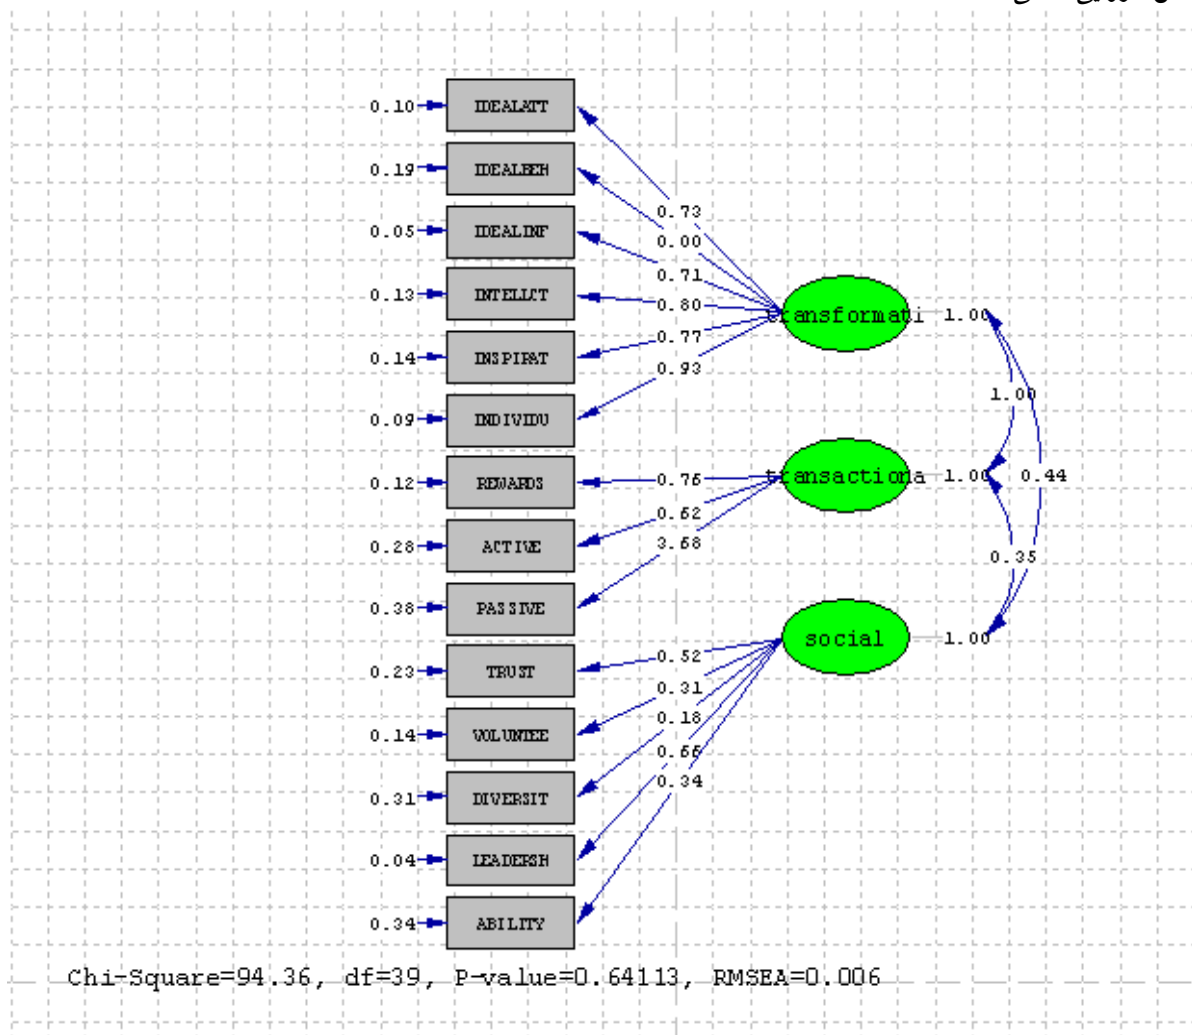 0.10 IDEALATT
0.19 IDEALBEH
0.05 IDEALINF
0.13 INTELLCT
0.14 INSPIRAT
0.09 INDIVIDU
0.12 REWARDS
0.28 ACTIVE
0.38 PASSIVE
0.23 TRUST
0.14 VOLUNTEE
0.31 DIVERSIT
0.04 LEADERSH
0.34 ABILITY
0.73
0.00
0.71
0.80
0.77
0.93
0.76
0.62
3.68
0.52
0.31
0.18
0.66
0.34
transformati 1.00
transactiona 1.00
social 1.00
1.00
0.44
0.35
Chi-Square=94.36, df=39, P-value=0.64113, RMSEA=0.006